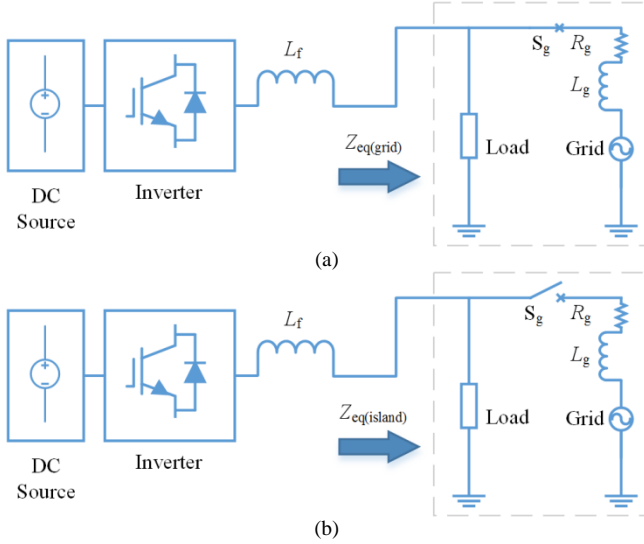 Lf
Sg
Rg
Lg
Zeq(grid)
Load
Grid
DC
Source
Inverter
(a)
Lf
Sg
Rg
Lg
Zeq(island)
Load
Grid
DC
Source
Inverter
(b)